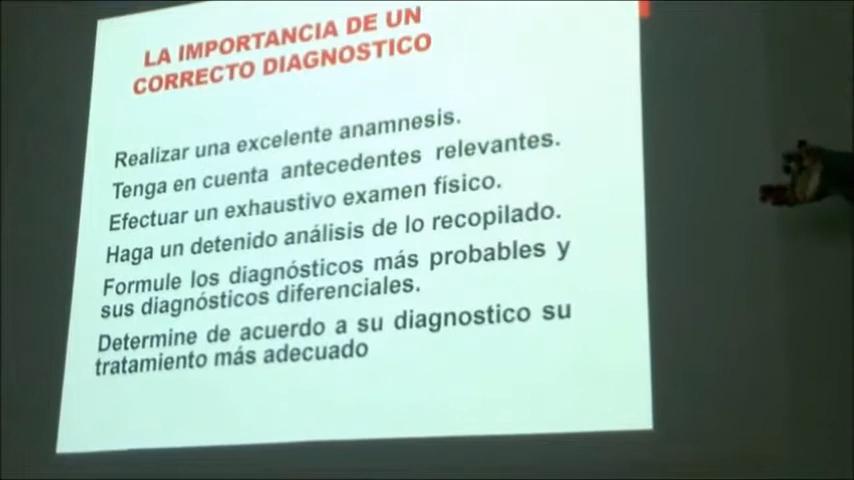 LA IMPORTANCIA DE UN
CORRECTO DIAGNOSTICO
Realizar una excelente anamnesis.
Tenga en cuenta antecedentes relevantes.
Efectuar un exhaustivo examen físico.
Haga un detenido análisis de lo recopilado.
Formule los diagnósticos más probables y
sus diagnósticos diferenciales.
Determine de acuerdo a su diagnostico su
tratamiento más adecuado